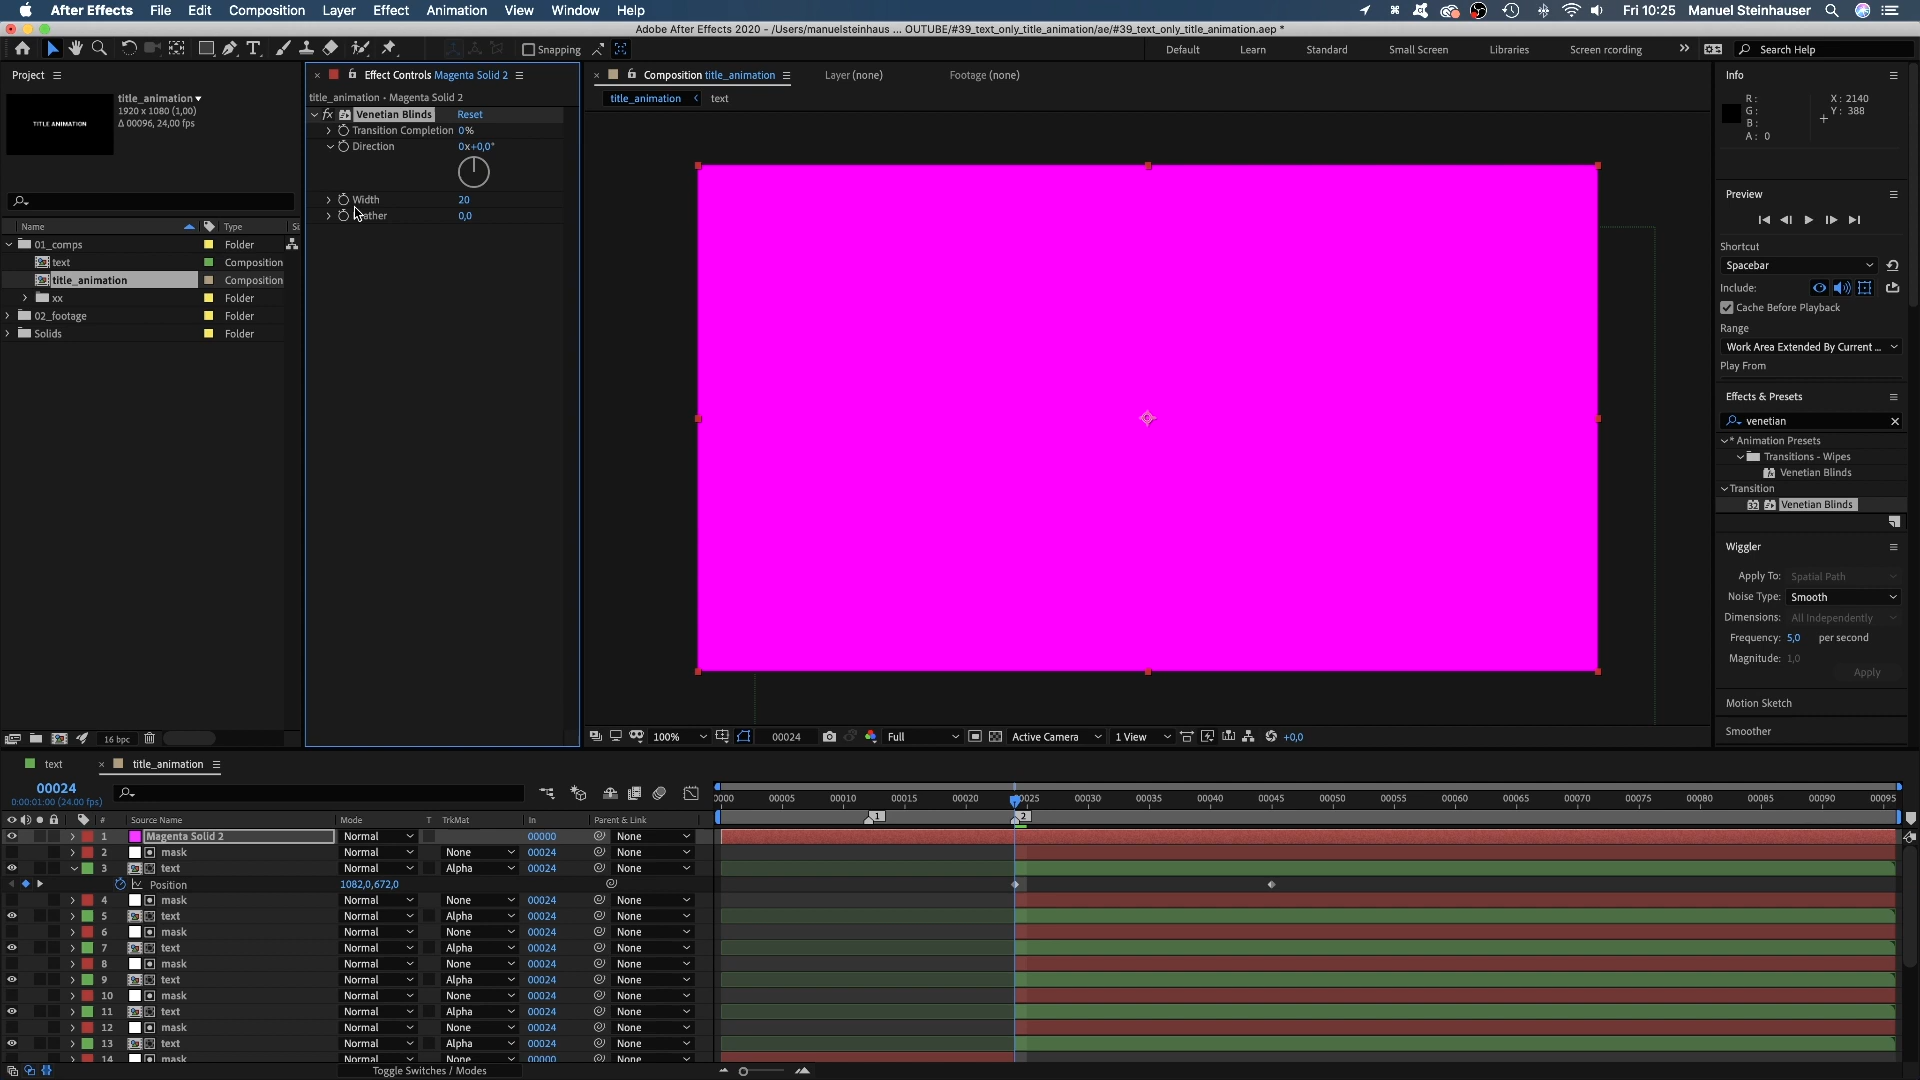 After Effects File Edit Composition Layer Effect Animation View Window Help Fri 10:25 Manuel Steinhauser
Adobe After Effects 2020 - /Users/manuelsteinhaus ... OUTUBE/#39_text_only_title_animation/ae/#39_text_only_title_animation.aep *
Snapping Default Learn Standard Small Screen Libraries Screen rcording Search Help
Project
title_animation
1920 x 1080 (1,00)
Δ 00096, 24,00 fps)
TITLE ANIMATION
Name Type
01_comps Folder
text Composition
title_animation Composition
xx Folder
02_footage Folder
Solids Folder
16 bpc
Effect Controls Magenta Solid 2
title_animation • Magenta Solid 2
fx Venetian Blinds Reset
Transition Completion 0%
Direction 0x+0,0°
Width 20
0,0
Composition title_animation Layer (none) Footage (none)
title_animation text
100% 00024 Full Active Camera 1 View +0,0
Info
R: X: 2140
G: Y: 388
B:
A: 0
Preview
Shortcut
Spacebar
Include:
Cache Before Playback
Range
Work Area Extended By Current ...
Play From
Effects & Presets
venetian
* Animation Presets
Transitions - Wipes
Venetian Blinds
Transition
32 Venetian Blinds
Wiggler
Apply To: Spatial Path
Noise Type: Smooth
Dimensions: All Independently
Frequency: 5,0 per second
Magnitude: 1,0
Apply
Motion Sketch
Smoother
text title_animation
00024
0:00:01:00 (24.00 fps)
0000 00005 00010 00015 00020 00025 00030 00035 00040 00045 00050 00055 00060 00065 00070 00075 00080 00085 00090 00095
# Source Name Mode T TrkMat In Parent & Link
1 2
1 Magenta Solid 2 Normal 00000 None
2 mask Normal None 00024 None
3 text Normal Alpha 00024 None
Position 1082,0,672,0
4 mask Normal None 00024 None
5 text Normal Alpha 00024 None
6 mask Normal None 00024 None
7 text Normal Alpha 00024 None
8 mask Normal None 00024 None
9 text Normal Alpha 00024 None
10 mask Normal None 00024 None
11 text Normal Alpha 00024 None
12 mask Normal None 00024 None
13 text Normal Alpha 00024 None
14 mask Normal None 00000 None
Toggle Switches / Modes